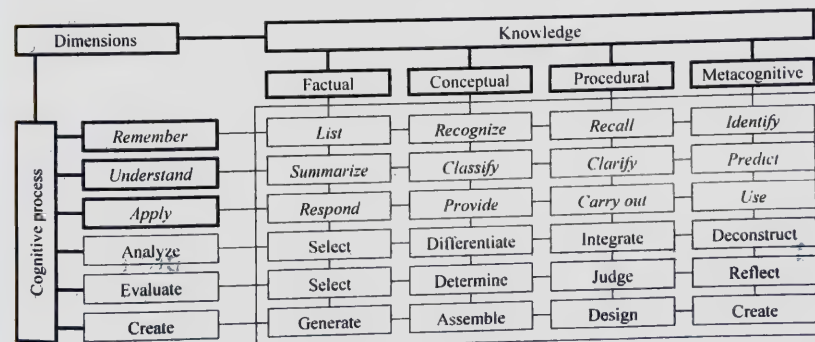 Dimensions Knowledge
Factual Conceptual Procedural Metacognitive
Cognitive process
Remember List Recognize Recall Identify
Understand Summarize Classify Clarify Predict
Apply Respond Provide Carry out Use
Analyze Select Differentiate Integrate Deconstruct
Evaluate Select Determine Judge Reflect
Create Generate Assemble Design Create